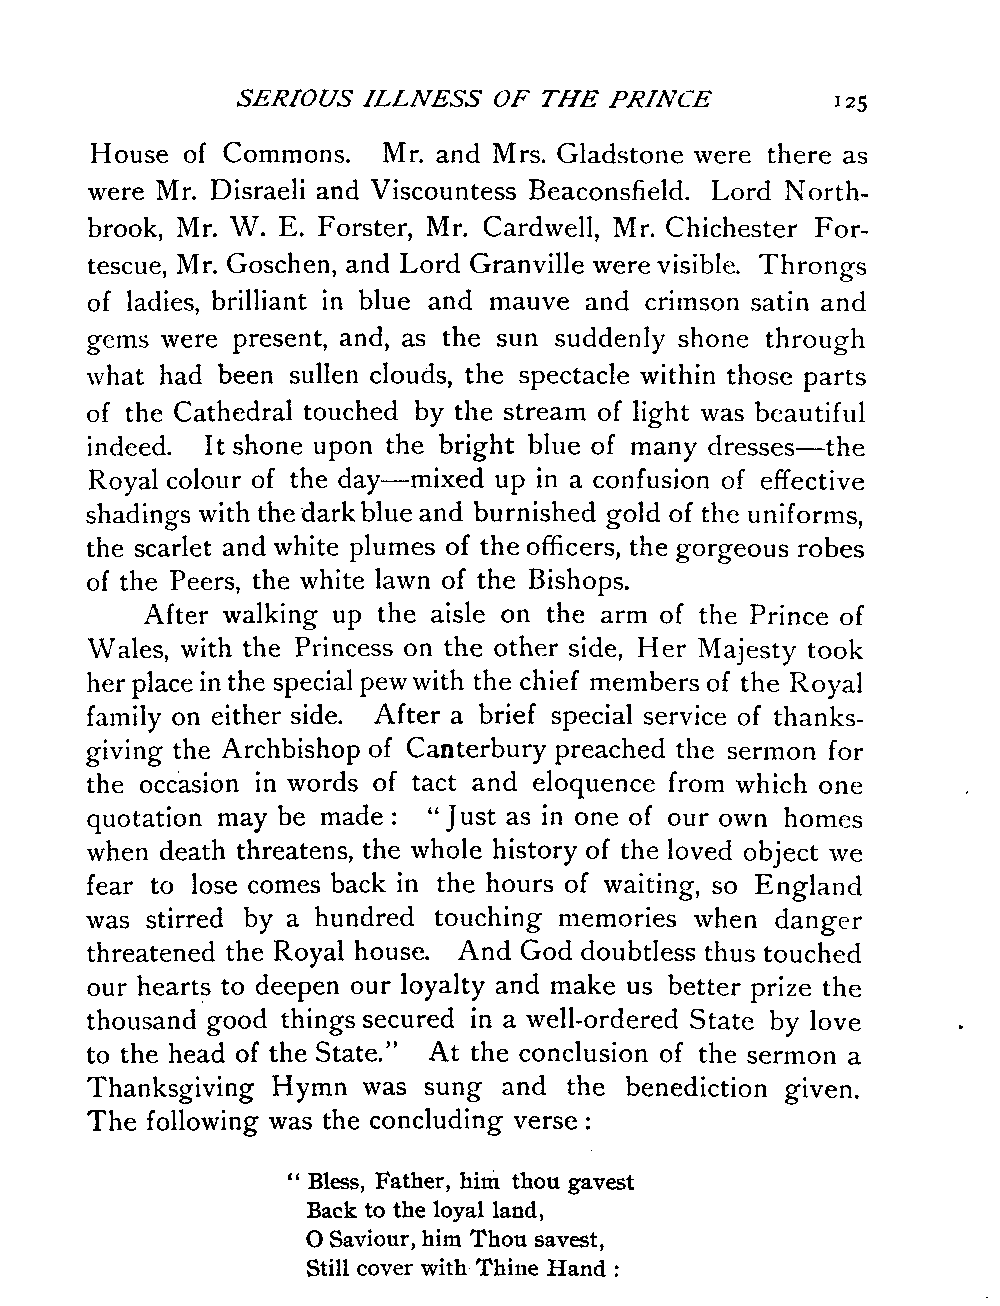 SERIOUS ILLNESS OF THE PRINCE 125
House of Commons. Mr. and Mrs. Gladstone were there as
were Mr. Disraeli and Viscountess Beaconsfield. Lord North-
brook, Mr. W. E. Forster, Mr. Cardwell, Mr. Chichester For-
tescue, Mr. Goschen, and Lord Granville were visible. Throngs
of ladies, brilliant in blue and mauve and crimson satin and
gems were present, and, as the sun suddenly shone through
what had been sullen clouds, the spectacle within those parts
of the Cathedral touched by the stream of light was beautiful
indeed. It shone upon the bright blue of many dresses—the
Royal colour of the day—mixed up in a confusion of effective
shadings with the dark blue and burnished gold of the uniforms,
the scarlet and white plumes of the officers, the gorgeous robes
of the Peers, the white lawn of the Bishops.
After walking up the aisle on the arm of the Prince of
Wales, with the Princess on the other side, Her Majesty took
her place in the special pew with the chief members of the Royal
family on either side. After a brief special service of thanks-
giving the Archbishop of Canterbury preached the sermon for
the occasion in words of tact and eloquence from which one
quotation may be made : “Just as in one of our own homes
when death threatens, the whole history of the loved object we
fear to lose comes back in the hours of waiting, so England
was stirred by a hundred touching memories when danger
threatened the Royal house. And God doubtless thus touched
our hearts to deepen our loyalty and make us better prize the
thousand good things secured in a well-ordered State by love
to the head of the State.” At the conclusion of the sermon a
Thanksgiving Hymn was sung and the benediction given.
The following was the concluding verse :
“ Bless, Father, him thou gavest
Back to the loyal land,
O Saviour, him Thou savest,
Still cover with Thine Hand :